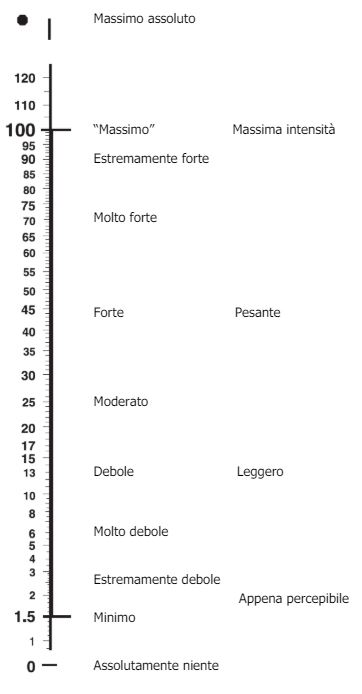 ● Massimo assoluto
120
110
100 “Massimo” Massima intensità
95
90 Estremamente forte
85
80
75
70 Molto forte
65
60
55
50
45 Forte Pesante
40
35
30
25 Moderato
20
17
15
13 Debole Leggero
10
8
6 Molto debole
5
4
3
Estremamente debole
2 Appena percepibile
1.5 Minimo
1
0 Assolutamente niente